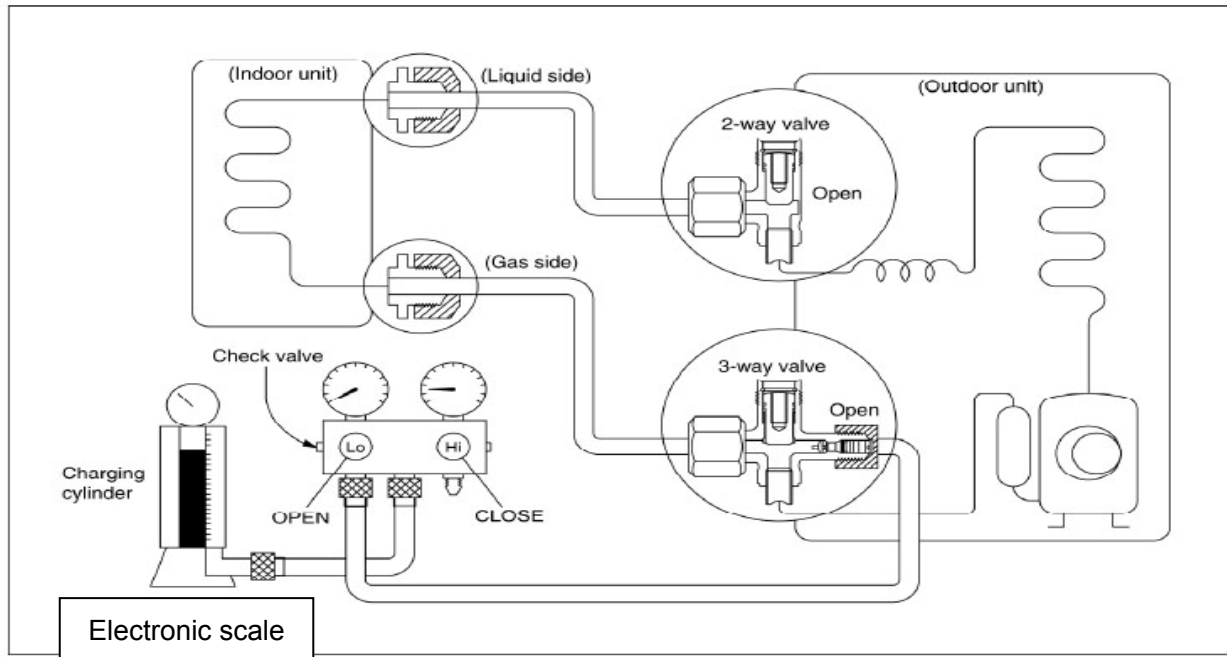 (Indoor unit)
(Liquid side)
(Outdoor unit)
2-way valve
Open
(Gas side)
Check valve
3-way valve
Open
Lo
Hi
Charging
cylinder
OPEN
CLOSE
Electronic scale